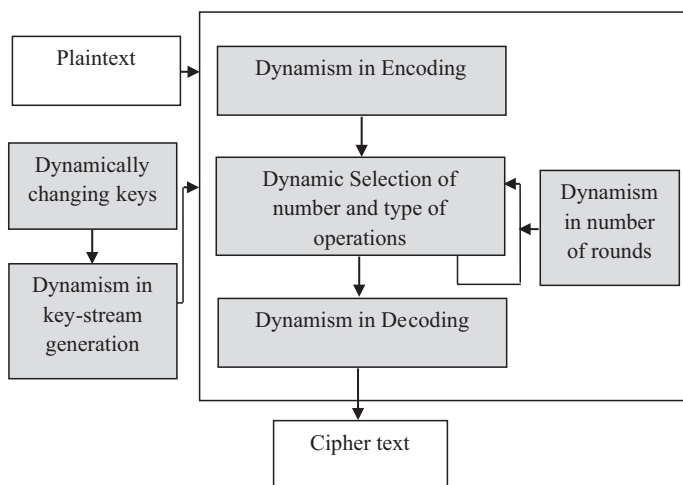 Plaintext
Dynamism in Encoding
Dynamically
changing keys
Dynamic Selection of
number and type of
operations
Dynamism
in number
of rounds
Dynamism in
key-stream
generation
Dynamism in Decoding
Cipher text